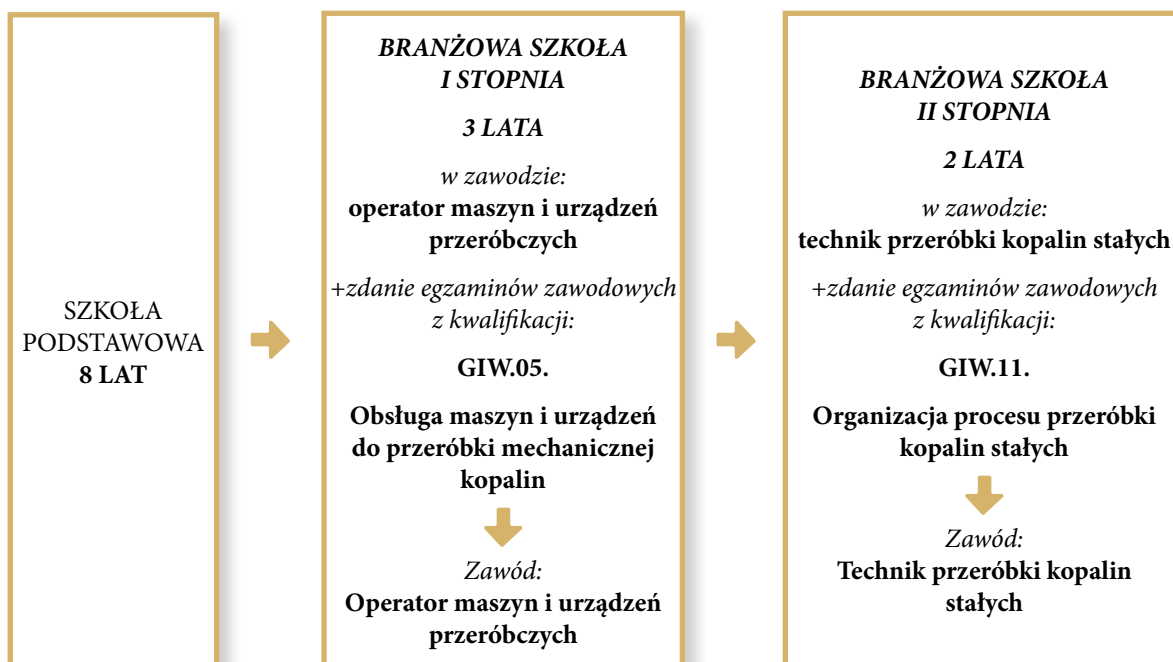 SZKOŁA
PODSTAWOWA
8 LAT
BRANŻOWA SZKOŁA
I STOPNIA
3 LATA
w zawodzie:
operator maszyn i urządzeń
przeróbczych
+zdanie egzaminów zawodowych
z kwalifikacji:
GIW.05.
Obsługa maszyn i urządzeń
do przeróbki mechanicznej
kopalin
Zawód:
Operator maszyn i urządzeń
przeróbczych
BRANŻOWA SZKOŁA
II STOPNIA
2 LATA
w zawodzie:
technik przeróbki kopalin stałych
+zdanie egzaminów zawodowych
z kwalifikacji:
GIW.11.
Organizacja procesu przeróbki
kopalin stałych
Zawód:
Technik przeróbki kopalin
stałych